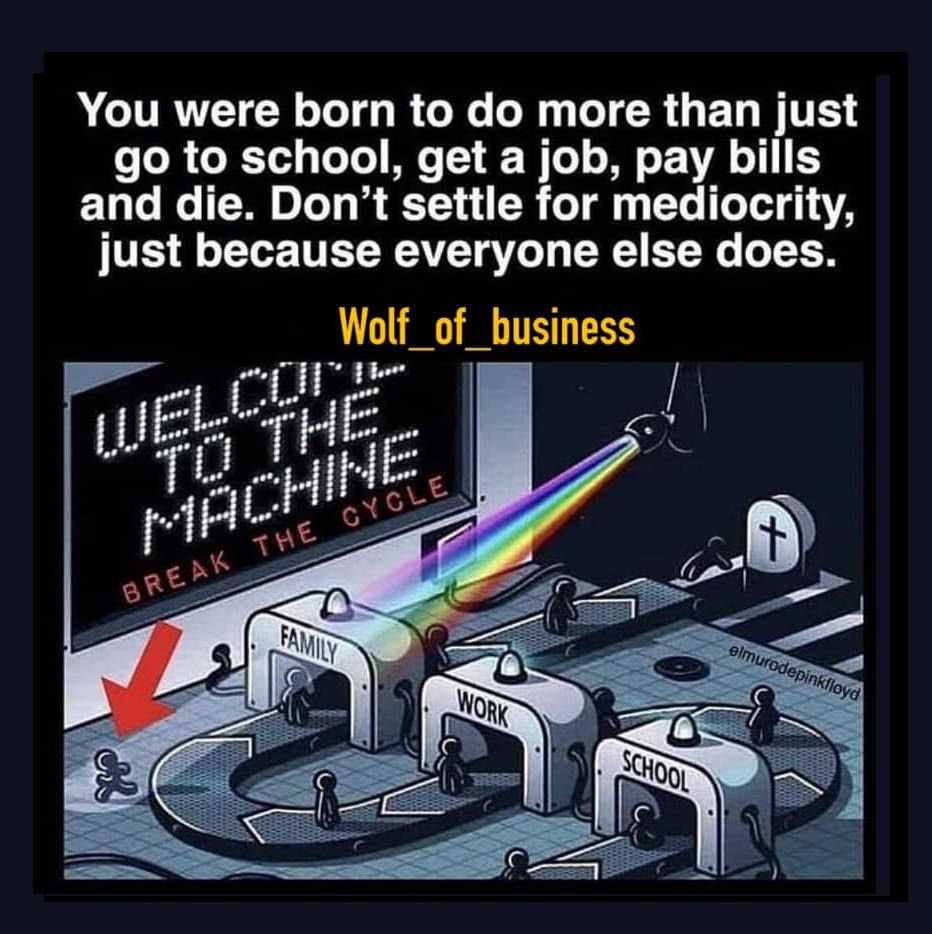 You were born to do more than just
go to school, get a job, pay bills
and die. Don't settle for mediocrity,
just because everyone else does.
Wolf_of_business
WELCOME
TO THE
MACHINE
BREAK THE CYCLE
FAMILY
WORK
SCHOOL
elmurodepinkfloyd